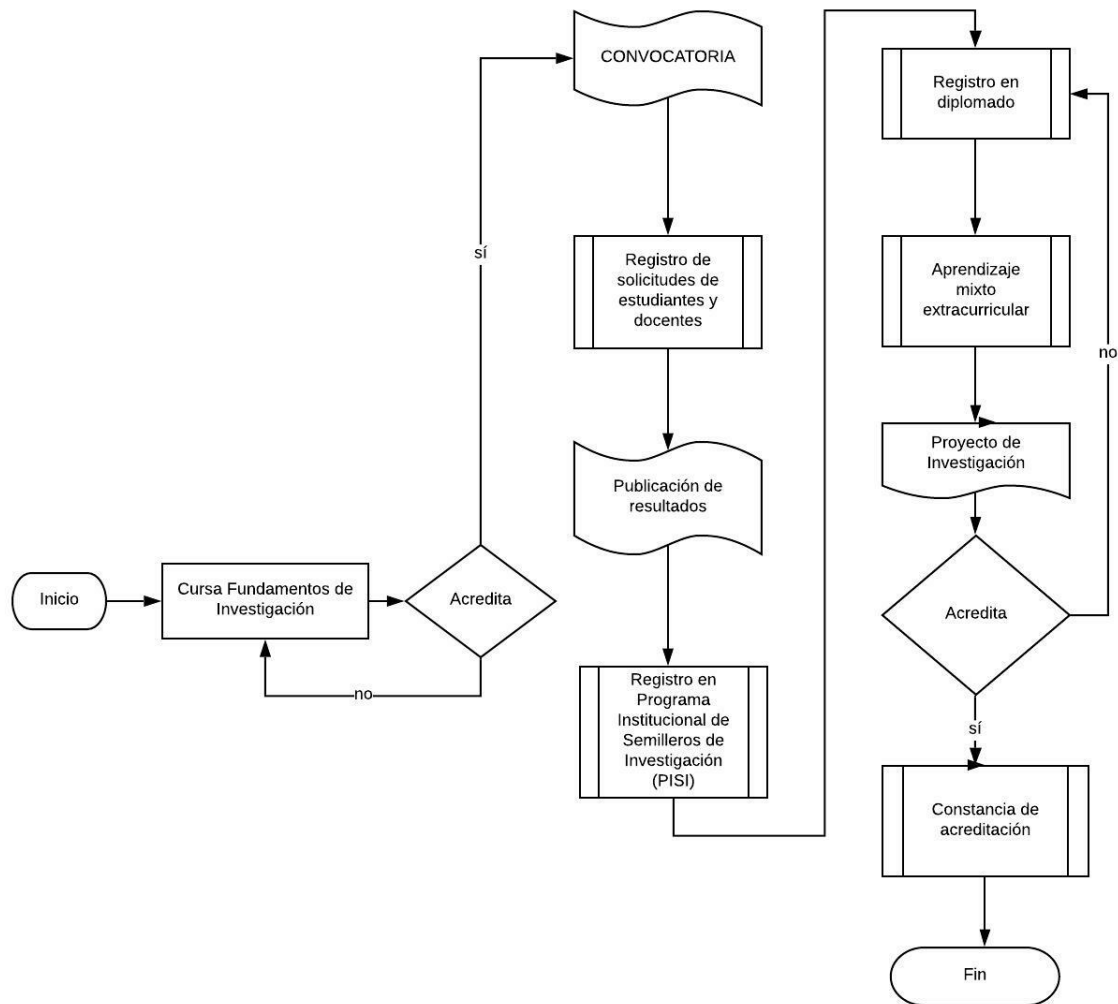 Inicio
Cursa Fundamentos de
Investigación
Acredita
no
sí
CONVOCATORIA
Registro de
solicitudes de
estudiantes y
docentes
Publicación de
resultados
Registro en
Programa
Institucional de
Semilleros de
Investigación
(PISI)
Registro en
diplomado
Aprendizaje
mixto
extracurricular
Proyecto de
Investigación
Acredita
no
sí
Constancia de
acreditación
Fin